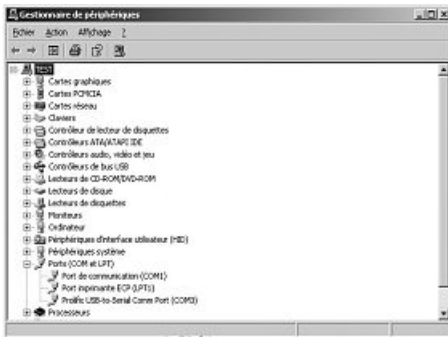 Gestionnaire de périphériques
Fichier Action Affichage ?
TEST
Cartes graphiques
Cartes PCMCIA
Cartes réseau
Claviers
Contrôleur de lecteur de disquettes
Contrôleurs ATA/ATAPI IDE
Contrôleurs audio, vidéo et jeu
Contrôleurs de bus USB
Lecteurs de CD-ROM/DVD-ROM
Lecteurs de disque
Lecteurs de disquettes
Moniteurs
Ordinateur
Périphériques d'interface utilisateur (HID)
Périphériques système
Ports (COM et LPT)
Port de communication (COM1)
Port imprimante ECP (LPT1)
Prolific USB-to-Serial Comm Port (COM3)
Processeurs